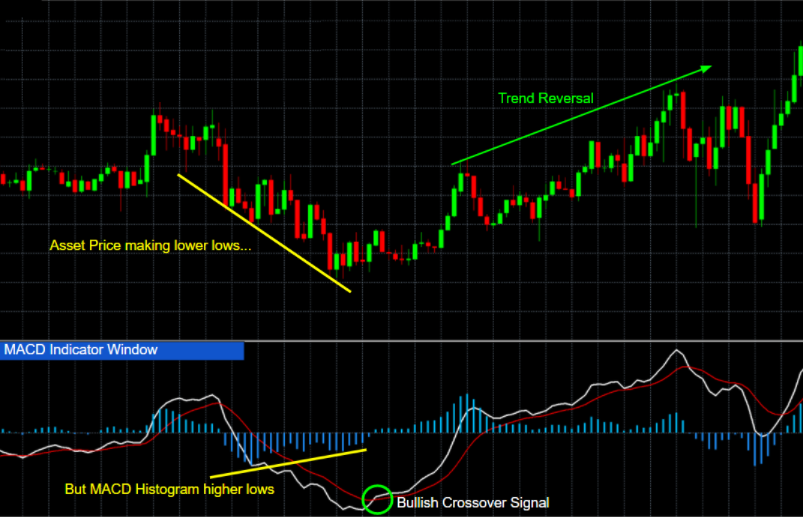 Trend Reversal
Asset Price making lower lows...
MACD Indicator Window
But MACD Histogram higher lows
Bullish Crossover Signal